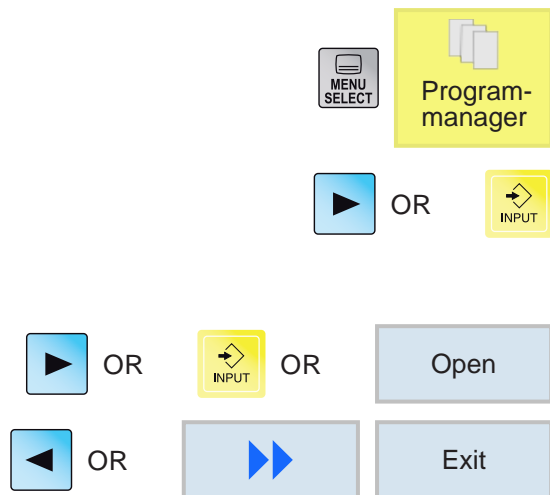 MENU
SELECT
Program-
manager
OR
INPUT
OR
INPUT
OR
Open
OR
Exit